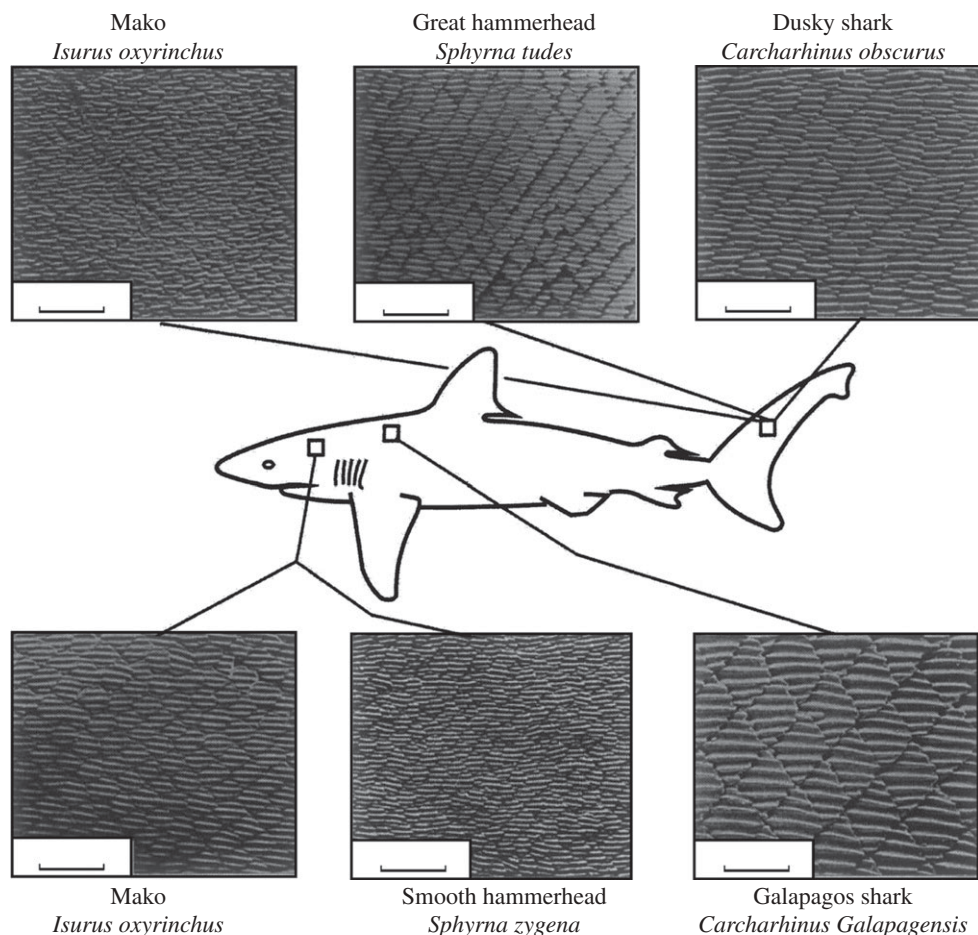 Mako
Isurus oxyrinchus
Great hammerhead
Sphyrna tudes
Dusky shark
Carcharhinus obscurus
Mako
Isurus oxyrinchus
Smooth hammerhead
Sphyrna zygena
Galapagos shark
Carcharhinus Galapagensis